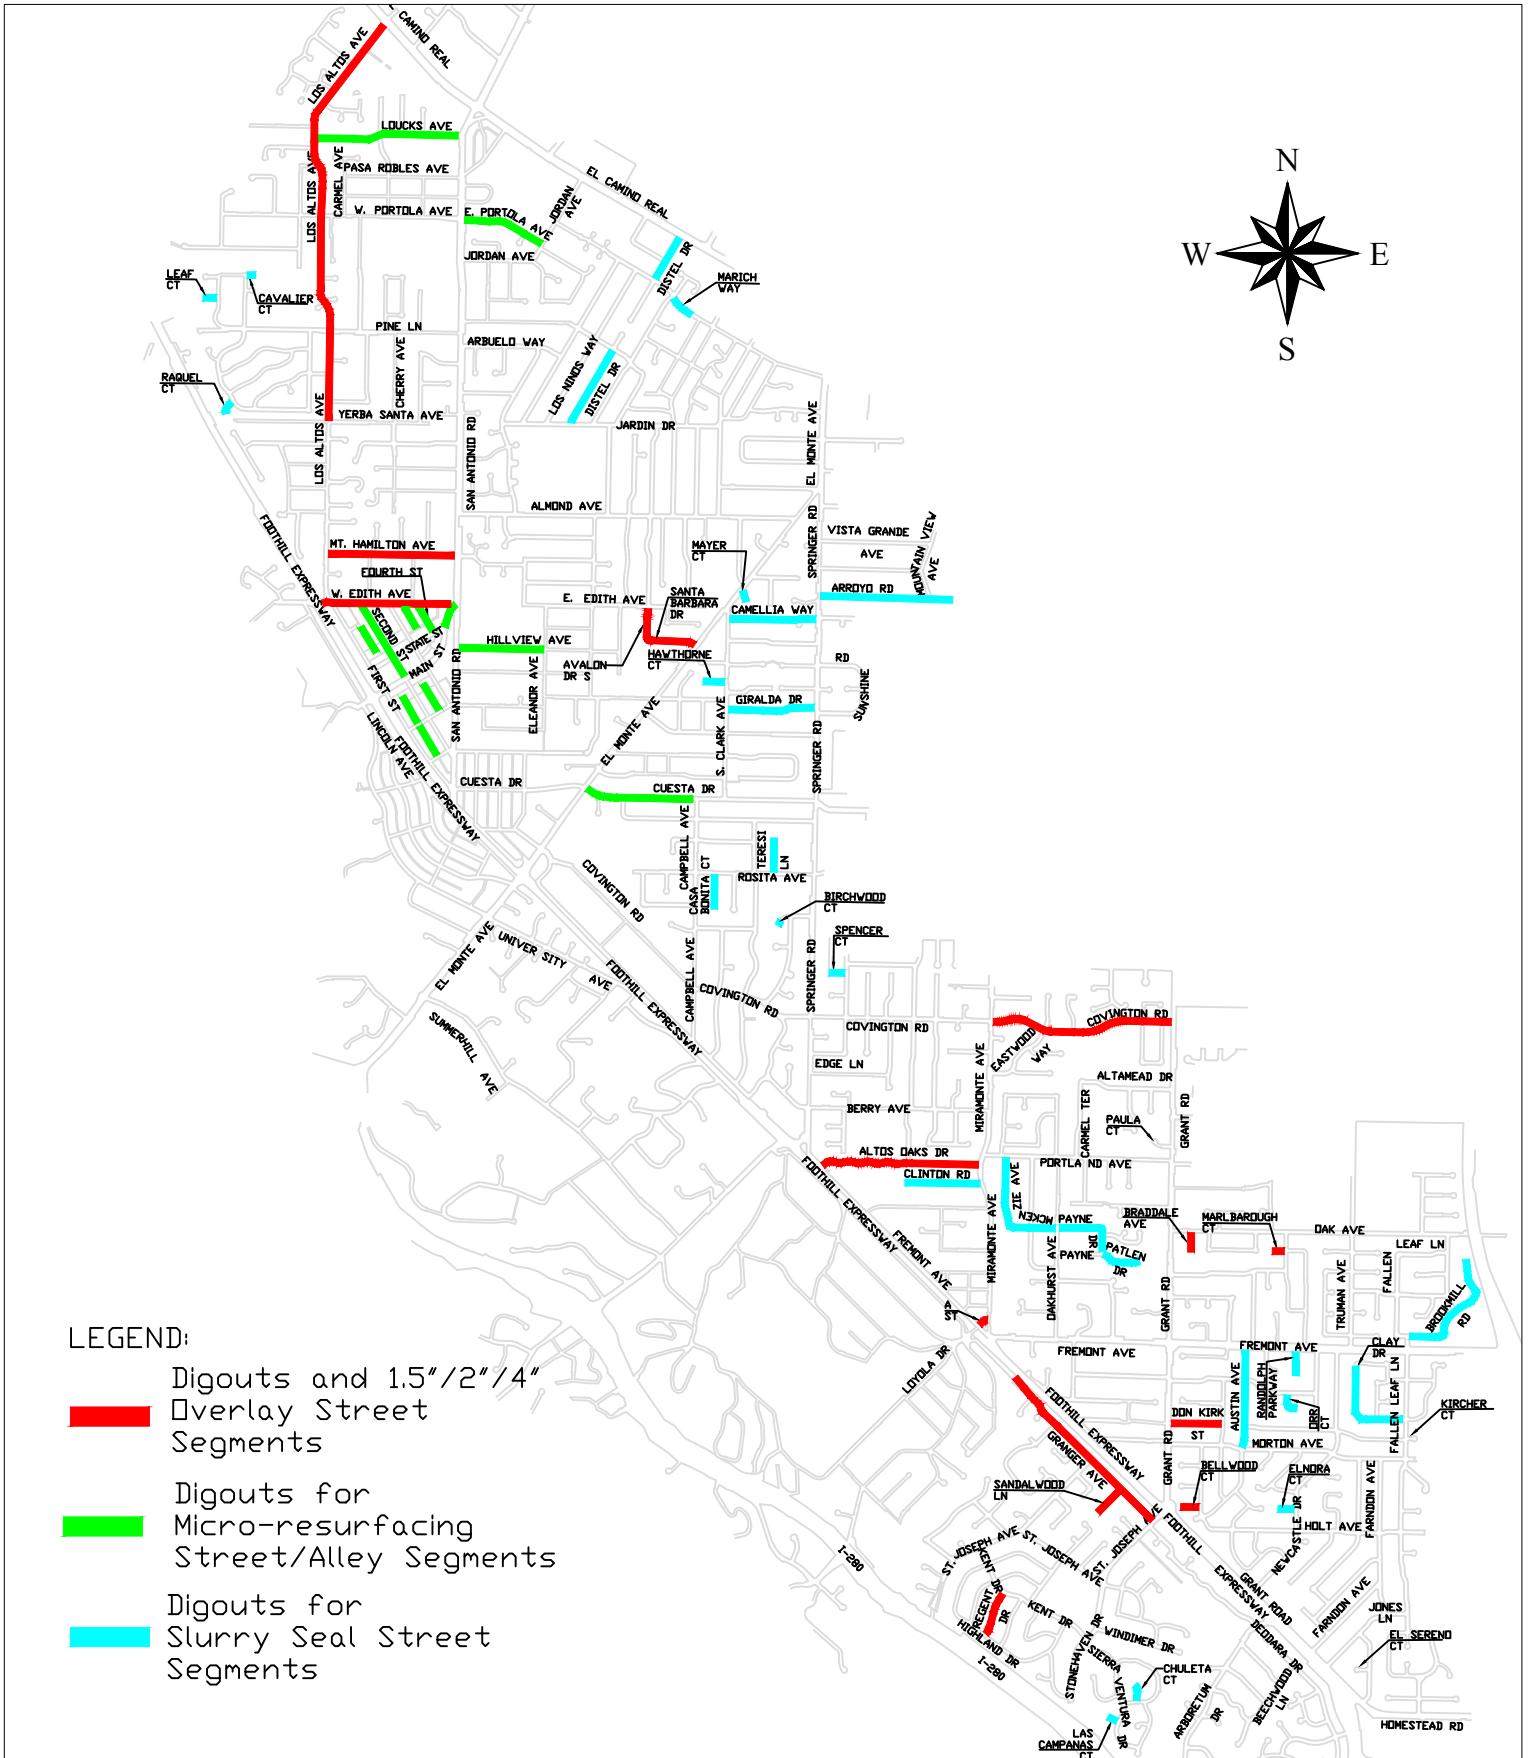 EL CAMINO REAL
LOS ALTOS AVE
LOUCKS AVE
PASA ROBLES AVE
CARMEL AVE
LOS ALTOS AVE
W. PORTOLA AVE
E. PORTOLA AVE
JORDAN
AVE
JORDAN AVE
EL CAMINO REAL
DISTEL DR
MARICH
WAY
N
W
E
S
LEAF
CT
CAVALIER
CT
PINE LN
ARBUELO WAY
CHERRY AVE
LOS NINOS WAY
DISTEL DR
RAQUEL
CT
YERBA SANTA AVE
LOS ALTOS AVE
SAN ANTONIO RD
JARDIN DR
EL MONTE AVE
ALMOND AVE
FOOTHILL EXPRESSWAY
MT. HAMILTON AVE
SPRINGER RD
VISTA GRANDE
AVE
MOUNTAIN VIEW
AVE
MAYER
CT
FOURTH ST
W. EDITH AVE
E. EDITH AVE
SANTA
BARBARA
DR
CAMELLIA WAY
ARROYO RD
SECOND
ST
STATE ST
MAIN ST
FIRST ST
HILLVIEW AVE
AVALON
DR S
HAWTHORNE
CT
RD
SUNSHINE
SAN ANTONIO RD
ELEANOR AVE
EL MONTE AVE
S. CLARK AVE
GIRALDA DR
SPRINGER RD
LINCOLN AVE
FOOTHILL EXPRESSWAY
CUESTA DR
CUESTA DR
CAMPBELL AVE
TERESI
LN
ROSITA AVE
CASA
BONITA CT
COVINGTON RD
BIRCHWOOD
CT
SPENCER
CT
EL MONTE AVE
UNIVER SITY
AVE
FOOTHILL EXPRESSWAY
CAMPBELL AVE
COVINGTON RD
SPRINGER RD
COVINGTON RD
COVINGTON RD
EASTWOOD
WAY
SUMMERHILL AVE
EDGE LN
MIRAMONTE AVE
ALTAMEAD DR
BERRY AVE
CARMEL TER
PAULA
CT
GRANT RD
ALTOS OAKS DR
PORTLA ND AVE
FOOTHILL EXPRESSWAY
CLINTON RD
MCKEN
ZIE AVE
PAYNE
DR
PAYNE
PATLEN
DR
BRADDALE
AVE
MARLBAROUGH
CT
OAK AVE
LEAF LN
FALLEN
FREMONT AVE
MIRAMONTE AVE
OAKHURST AVE
GRANT RD
TRUMAN AVE
BROOKMILL
RD
A
ST
LOYOLA DR
FREMONT AVE
FREMONT AVE
CLAY
DR
AUSTIN AVE
RANDOLPH
PARKWAY
ORR
CT
FALLEN LEAF LN
KIRCHER
CT
DON KIRK
ST
MORTON AVE
FOOTHILL EXPRESSWAY
GRANGER AVE
GRANT RD
BELLWOOD
CT
ELNORA
CT
SANDALWOOD
LN
NEWCASTLE DR
HOLT AVE
FARNDON AVE
I-280
ST. JOSEPH AVE
ST. JOSEPH AVE
ST. JOSEPH AVE
FOOTHILL
EXPRESSWAY
GRANT ROAD
KENT DR
REGENT
DR
KENT DR
HIGHLAND DR
I-280
STONEHAVEN DR
WINDIMER DR
SIERRA
VENTURA DR
CHULETA
CT
LAS
CAMPANAS
CT
ARBORETUM
DR
BEECHWOOD
LN
DEODARA DR
FARNDON AVE
JONES
LN
EL SERENO
CT
HOMESTEAD RD
LEGEND:
Digouts and 1.5"/2"/4"
Overlay Street
Segments
Digouts for
Micro-resurfacing
Street/Alley Segments
Digouts for
Slurry Seal Street
Segments